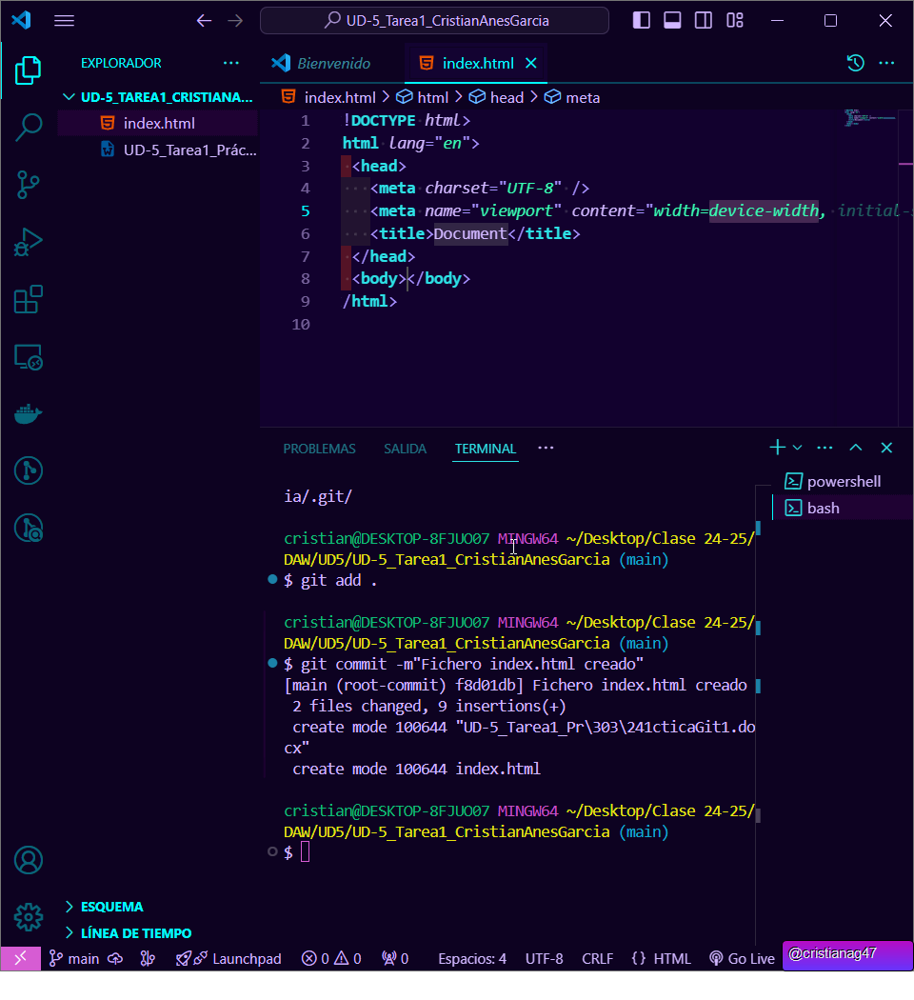 UD-5_Tarea1_CristianAnesGarcia
EXPLORADOR
UD-5_TAREA1_CRISTIANA...
index.html
UD-5_Tarea1_Prác...
ESQUEMA
LÍNEA DE TIEMPO
Bienvenido
index.html
index.html > html > head > meta
1 !DOCTYPE html>
2 html lang="en">
3 <head>
4 <meta charset="UTF-8" />
5 <meta name="viewport" content="width=device-width, initial-s
6 <title>Document</title>
7 </head>
8 <body></body>
9 /html>
10
PROBLEMAS SALIDA TERMINAL
powershell
bash
ia/.git/
cristian@DESKTOP-8FJUO07 MINGW64 ~/Desktop/Clase 24-25/
DAW/UD5/UD-5_Tarea1_CristianAnesGarcia (main)
$ git add .
cristian@DESKTOP-8FJUO07 MINGW64 ~/Desktop/Clase 24-25/
DAW/UD5/UD-5_Tarea1_CristianAnesGarcia (main)
$ git commit -m"Fichero index.html creado"
[main (root-commit) f8d01db] Fichero index.html creado
2 files changed, 9 insertions(+)
create mode 100644 "UD-5_Tarea1_Pr\303\241cticaGit1.do
cx"
create mode 100644 index.html
cristian@DESKTOP-8FJUO07 MINGW64 ~/Desktop/Clase 24-25/
DAW/UD5/UD-5_Tarea1_CristianAnesGarcia (main)
$
main Launchpad 0 0 0 Espacios: 4 UTF-8 CRLF {} HTML Go Live @cristianag47